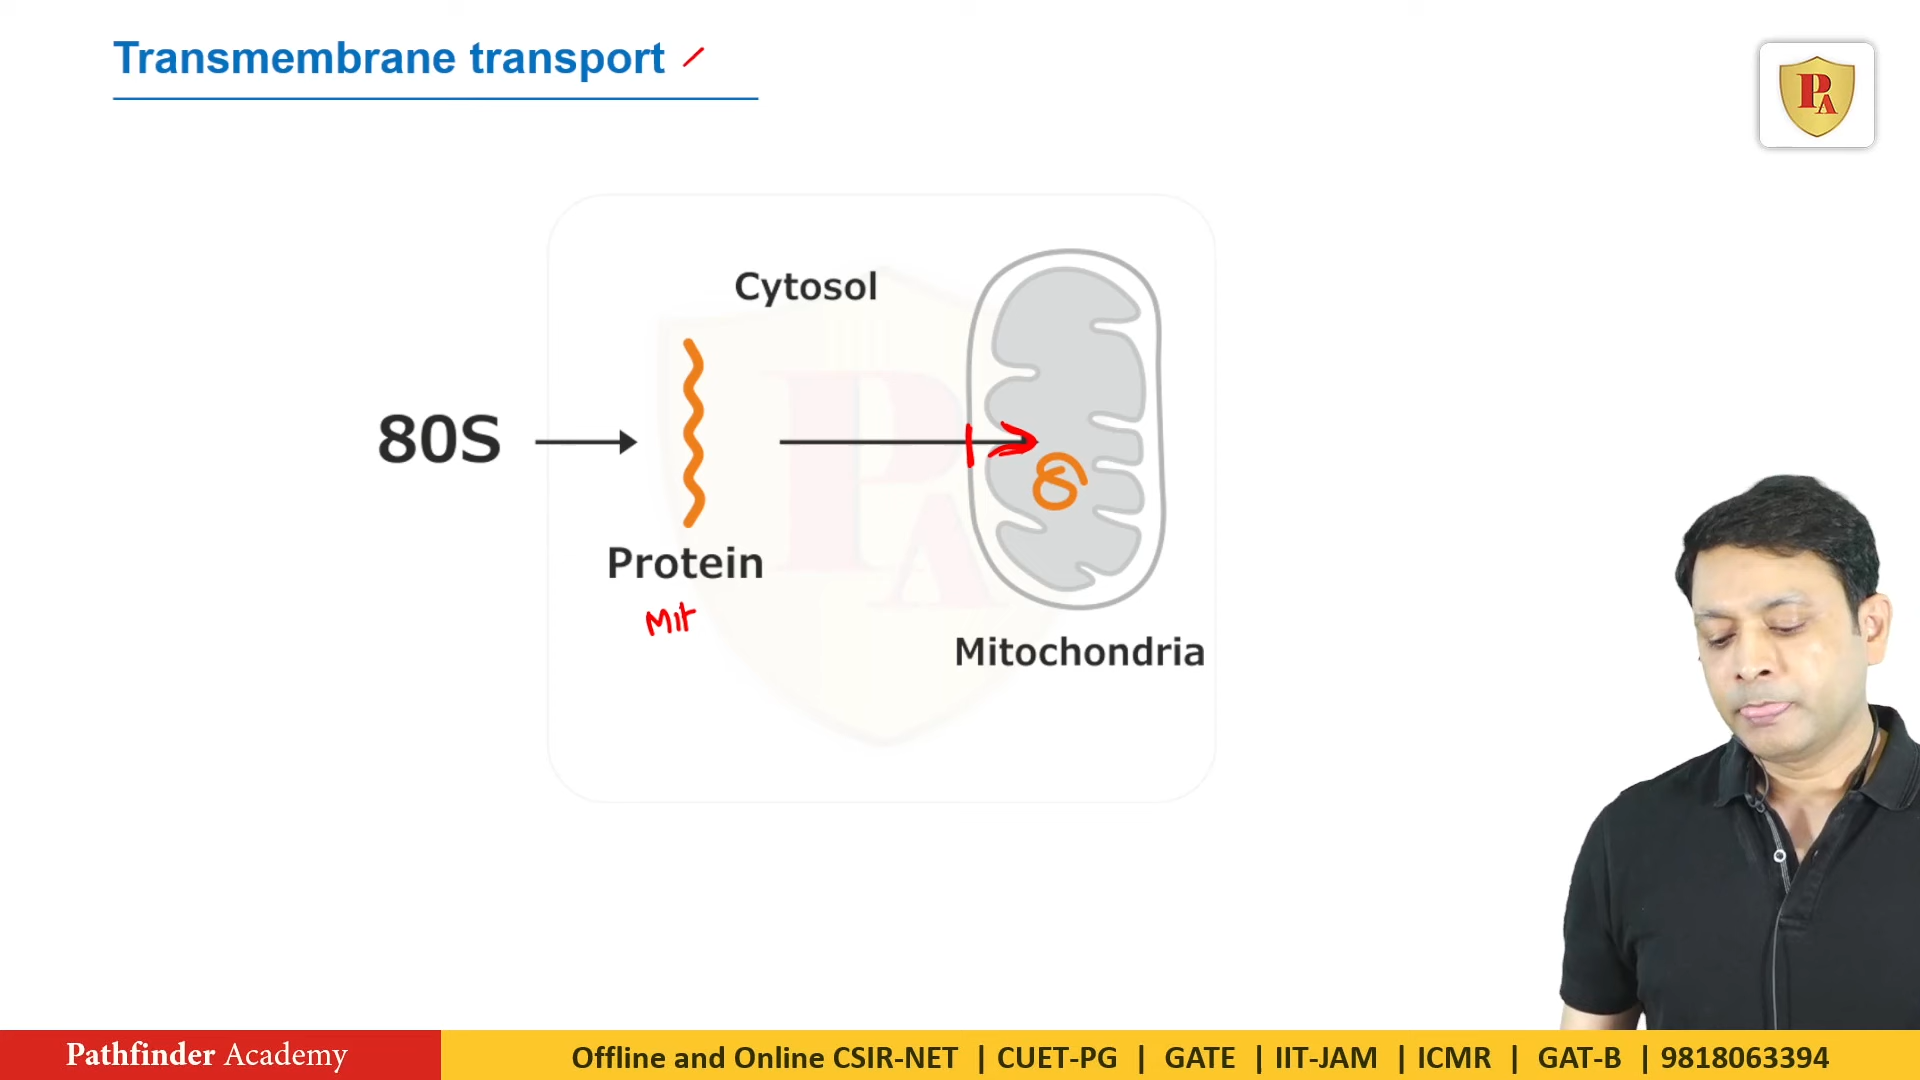 Transmembrane transport
PA
Cytosol
80S
Protein
Mit
Mitochondria
Pathfinder Academy
Offline and Online CSIR-NET | CUET-PG | GATE | IIT-JAM | ICMR | GAT-B | 9818063394